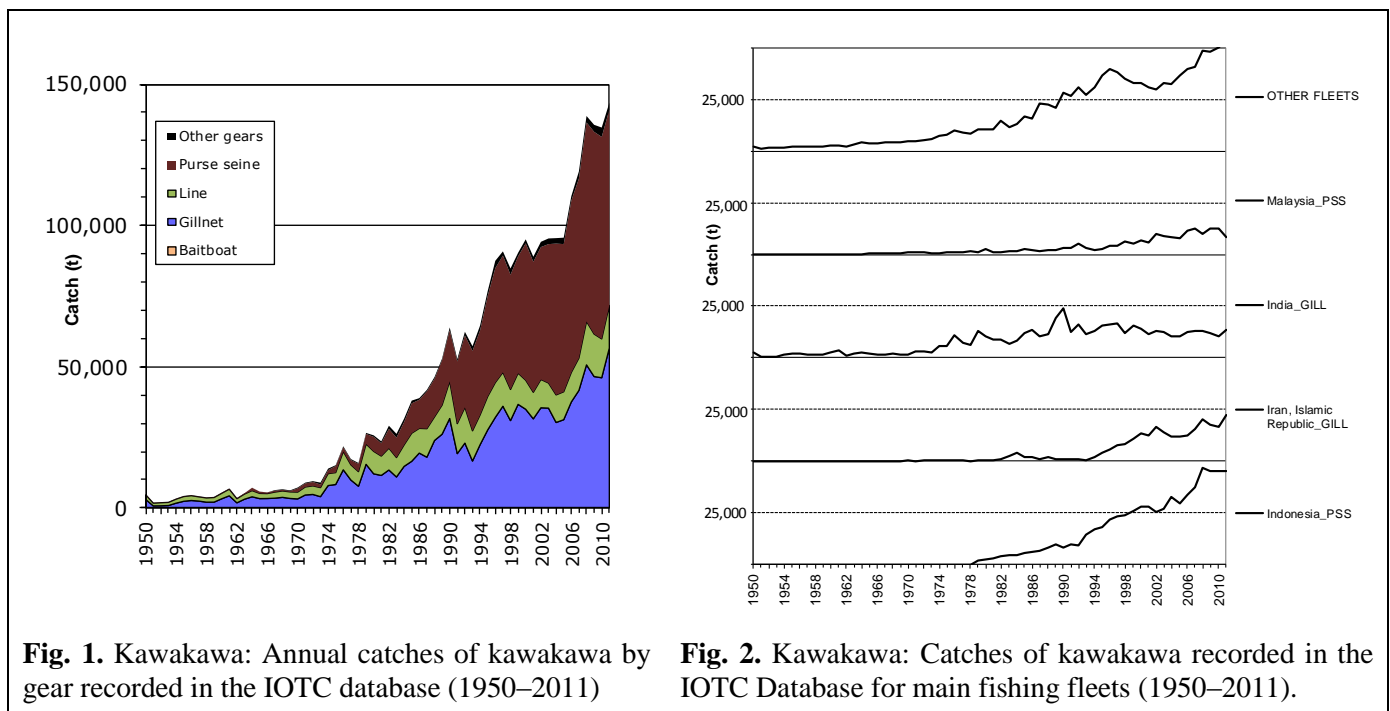 150,000
100,000
50,000
0
Catch (t)
Other gears
Purse seine
Line
Gillnet
Baitboat
1950
1954
1958
1962
1966
1970
1974
1978
1982
1986
1990
1994
1998
2002
2006
2010
25,000
25,000
25,000
25,000
25,000
Catch (t)
OTHER FLEETS
Malaysia_PSS
India_GILL
Iran, Islamic
Republic_GILL
Indonesia_PSS
1950
1954
1958
1962
1966
1970
1974
1978
1982
1986
1990
1994
1998
2002
2006
2010
Fig. 1. Kawakawa: Annual catches of kawakawa by
gear recorded in the IOTC database (1950–2011)
Fig. 2. Kawakawa: Catches of kawakawa recorded in the
IOTC Database for main fishing fleets (1950–2011).